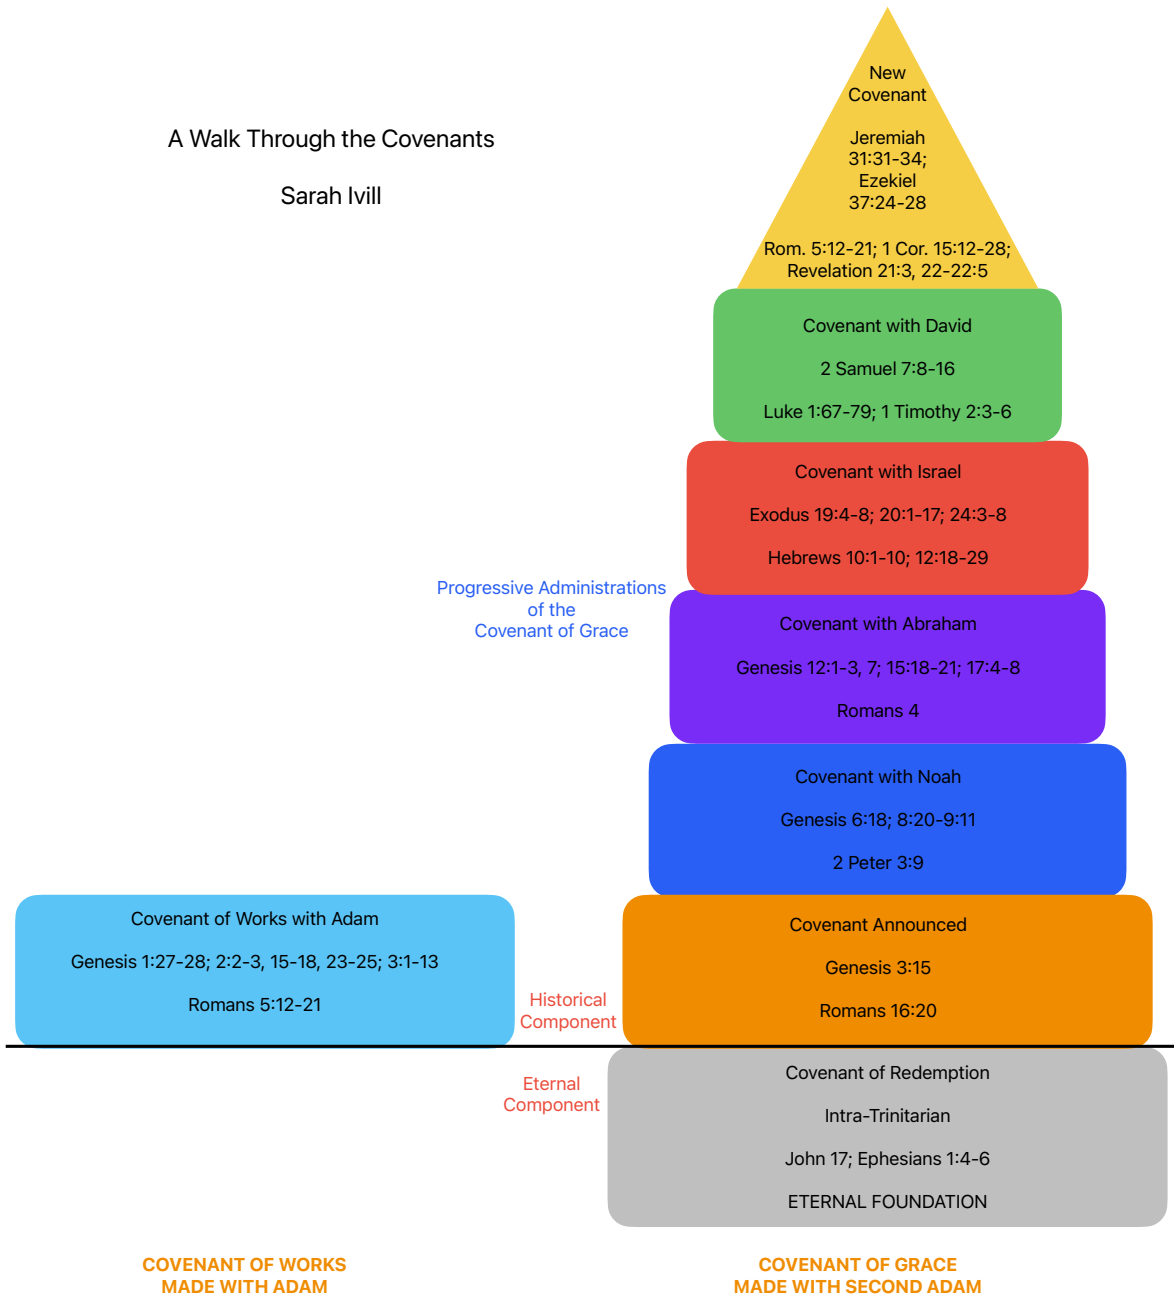 A Walk Through the Covenants
Sarah Ivill
New
Covenant
Jeremiah
31:31-34;
Ezekiel
37:24-28
Rom. 5:12-21; 1 Cor. 15:12-28;
Revelation 21:3, 22-22:5
Covenant with David
2 Samuel 7:8-16
Luke 1:67-79; 1 Timothy 2:3-6
Covenant with Israel
Exodus 19:4-8; 20:1-17; 24:3-8
Hebrews 10:1-10; 12:18-29
Progressive Administrations
of the
Covenant of Grace
Covenant with Abraham
Genesis 12:1-3, 7; 15:18-21; 17:4-8
Romans 4
Covenant with Noah
Genesis 6:18; 8:20-9:11
2 Peter 3:9
Covenant of Works with Adam
Genesis 1:27-28; 2:2-3, 15-18, 23-25; 3:1-13
Romans 5:12-21
Historical
Component
Covenant Announced
Genesis 3:15
Romans 16:20
Eternal
Component
Covenant of Redemption
Intra-Trinitarian
John 17; Ephesians 1:4-6
ETERNAL FOUNDATION
COVENANT OF WORKS
MADE WITH ADAM
COVENANT OF GRACE
MADE WITH SECOND ADAM